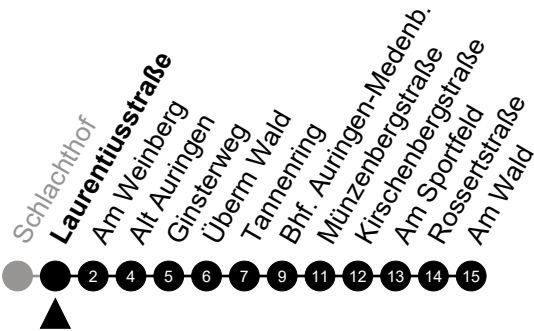 Schlachthof
Laurentiusstraße
Am Weinberg
Alt Auringen
Ginsterweg
Überm Wald
Tannenring
Bhf. Auringen-Medenb.
Münzenbergstraße
Kirschenbergstraße
Am Sportfeld
Rossertstraße
Am Wald
2 4 5 6 7 9 11 12 13 14 15